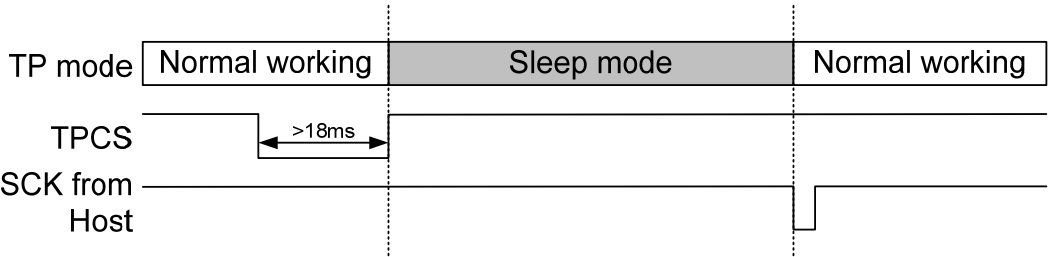 TP mode Normal working Sleep mode Normal working
TPCS >18ms
SCK from
Host